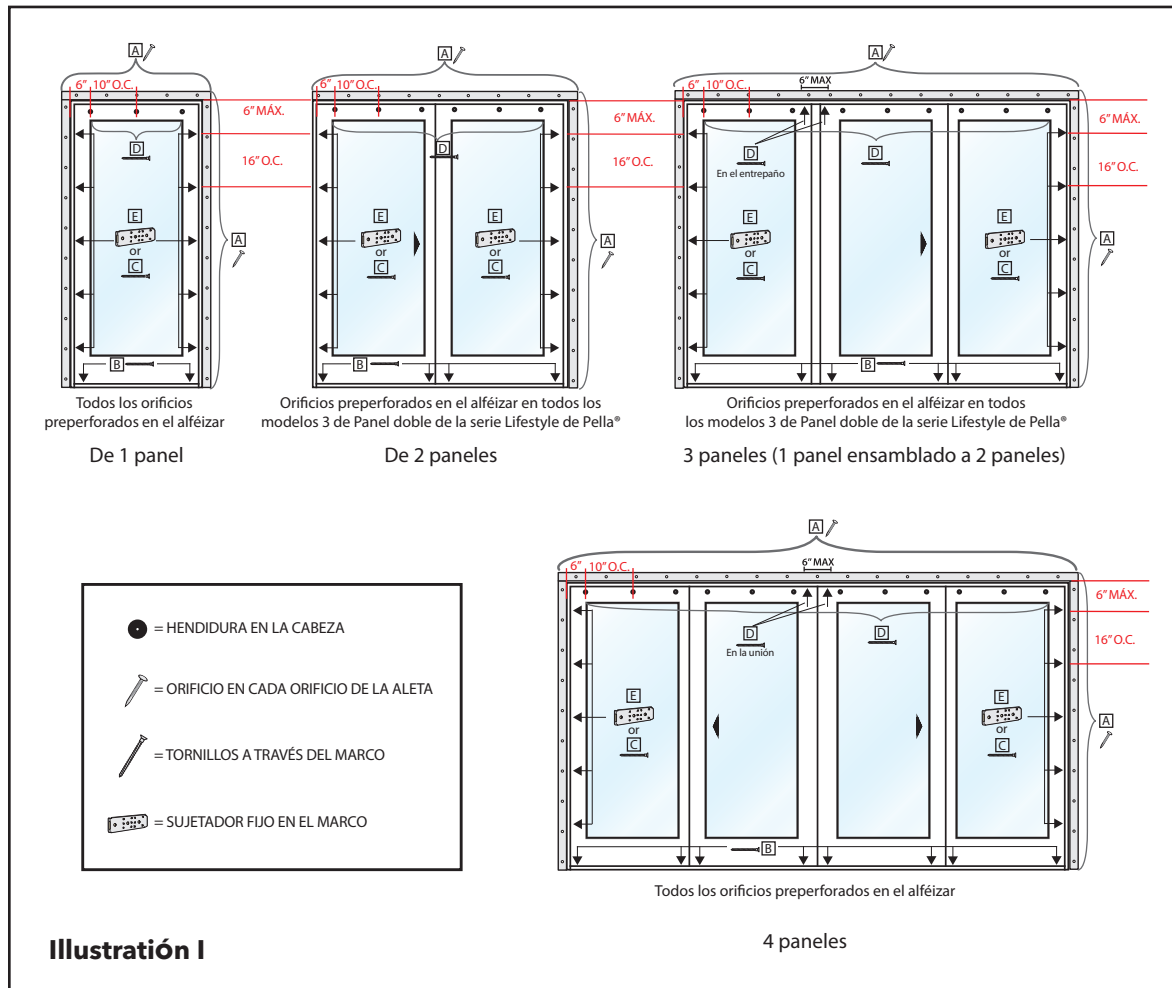 A
A
A
6” 10” O.C.
6” 10” O.C.
6” 10” O.C.
6” MAX
6” MÁX.
6” MÁX.
6” MÁX.
D
D
D
D
En el entrepaño
16” O.C.
16” O.C.
16” O.C.
E
or
C
E
or
C
E
or
C
E
or
C
E
or
C
A
A
A
B
B
B
Todos los orificios
preperforados en el alféizar
De 1 panel
Orificios preperforados en el alféizar en todos los
modelos 3 de Panel doble de la serie Lifestyle de Pella®
De 2 paneles
Orificios preperforados en el alféizar en todos
los modelos 3 de Panel doble de la serie Lifestyle de Pella®
3 paneles (1 panel ensamblado a 2 paneles)
= HENDIDURA EN LA CABEZA
= ORIFICIO EN CADA ORIFICIO DE LA ALETA
= TORNILLOS A TRAVÉS DEL MARCO
= SUJETADOR FIJO EN EL MARCO
A
6” 10” O.C.
6” MAX
6” MÁX.
D
En la unión
D
16” O.C.
E
or
C
E
or
C
A
B
Todos los orificios preperforados en el alféizar
4 paneles
Illustratión I